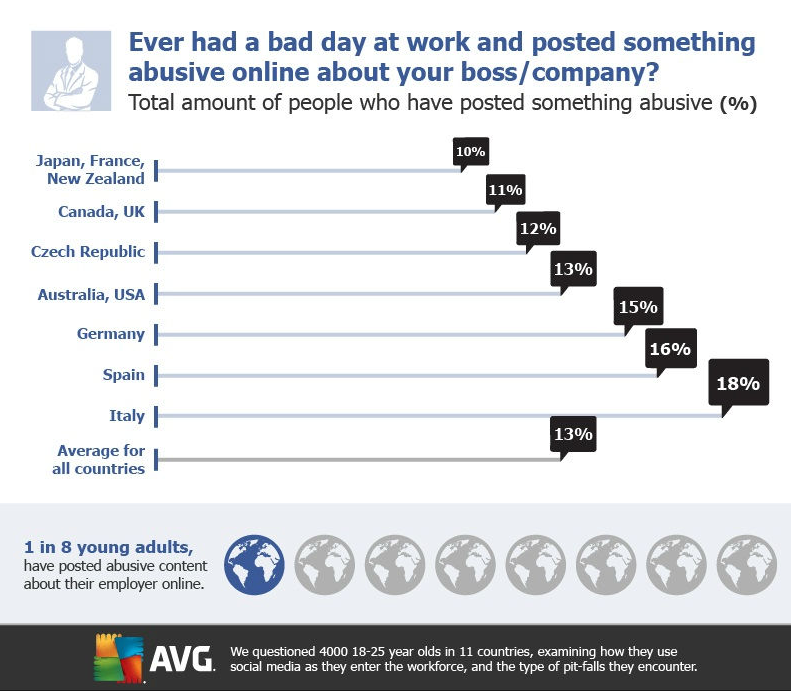 Ever had a bad day at work and posted something
abusive online about your boss/company?
Total amount of people who have posted something abusive (%)
Japan, France,
New Zealand
10%
Canada, UK
11%
Czech Republic
12%
Australia, USA
13%
Germany
15%
Spain
16%
Italy
18%
Average for
all countries
13%
1 in 8 young adults,
have posted abusive content
about their employer online.
AVG.
We questioned 4000 18-25 year olds in 11 countries, examining how they use
social media as they enter the workforce, and the type of pit-falls they encounter.